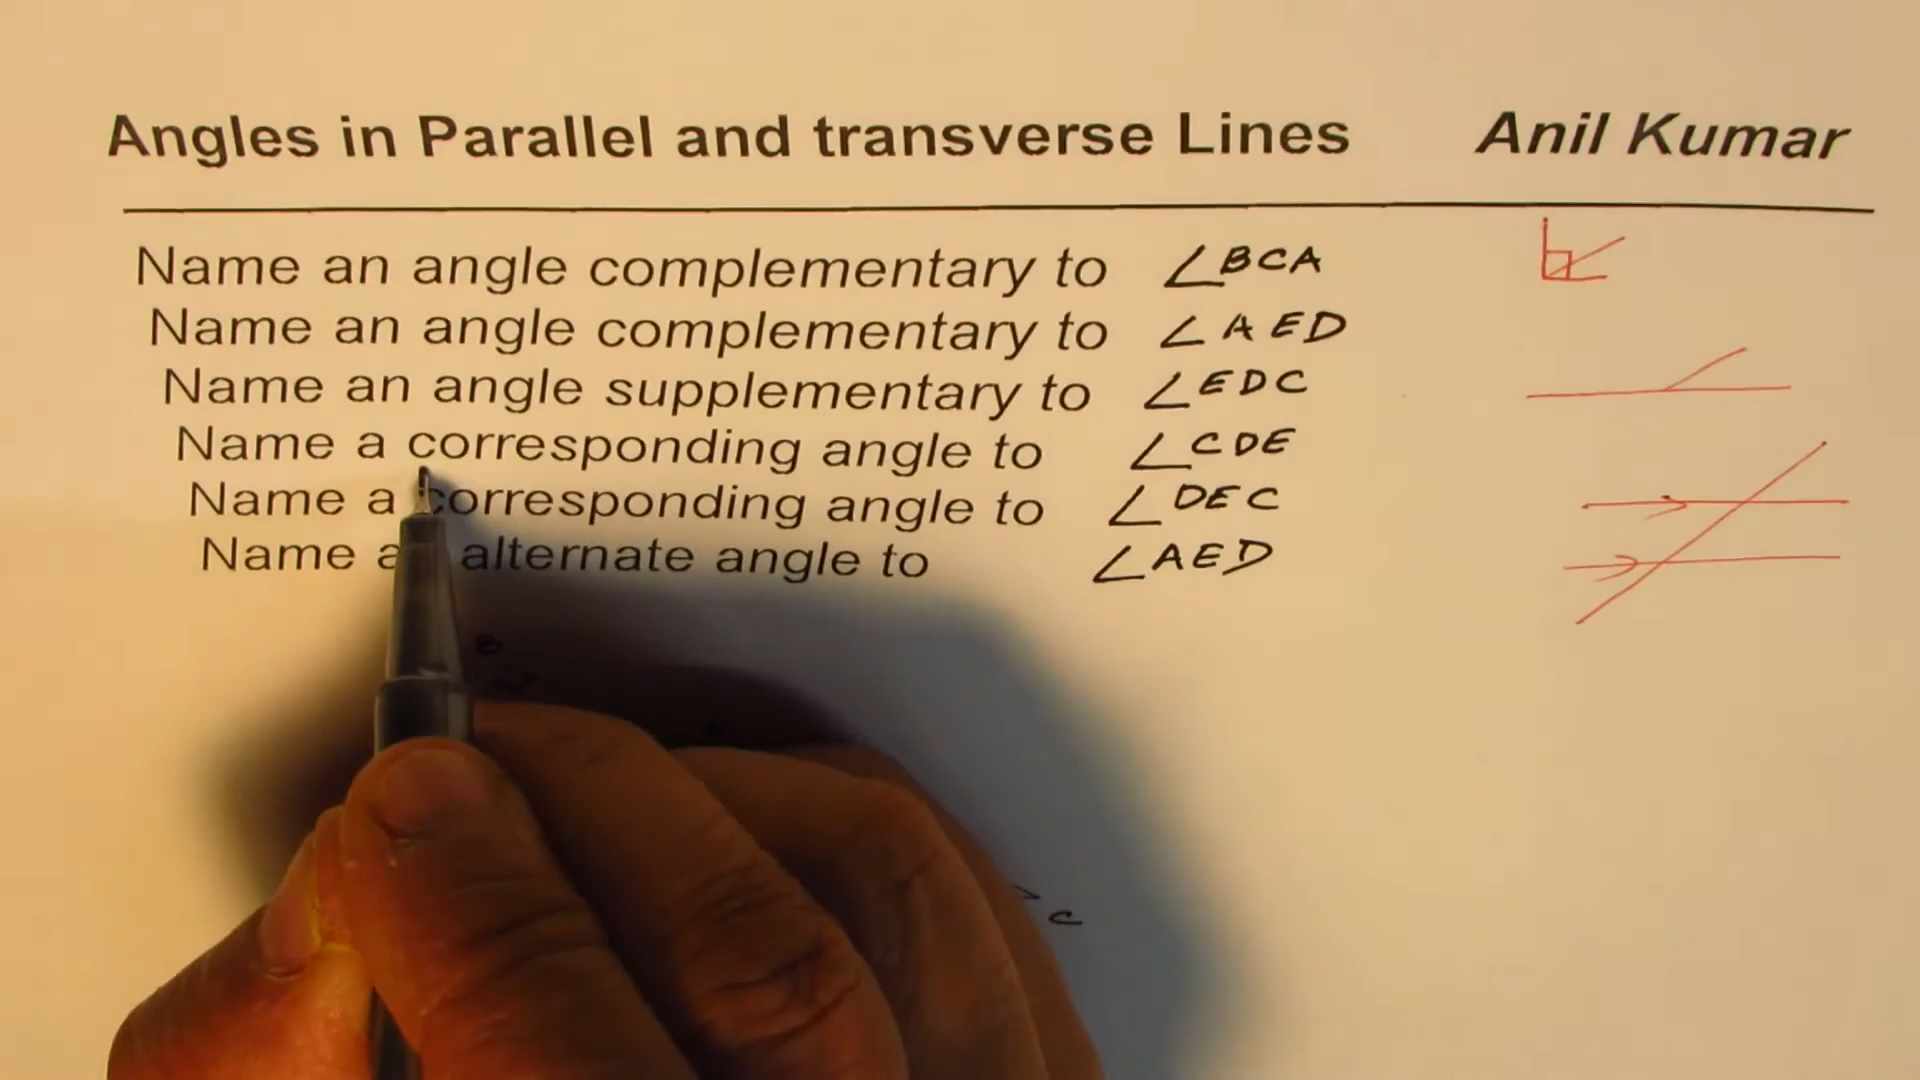 Angles in Parallel and transverse Lines Anil Kumar
Name an angle complementary to ∠BCA
Name an angle complementary to ∠AED
Name an angle supplementary to ∠EDC
Name a corresponding angle to ∠CDE
Name a corresponding angle to ∠DEC
Name a alternate angle to ∠AED
B
C